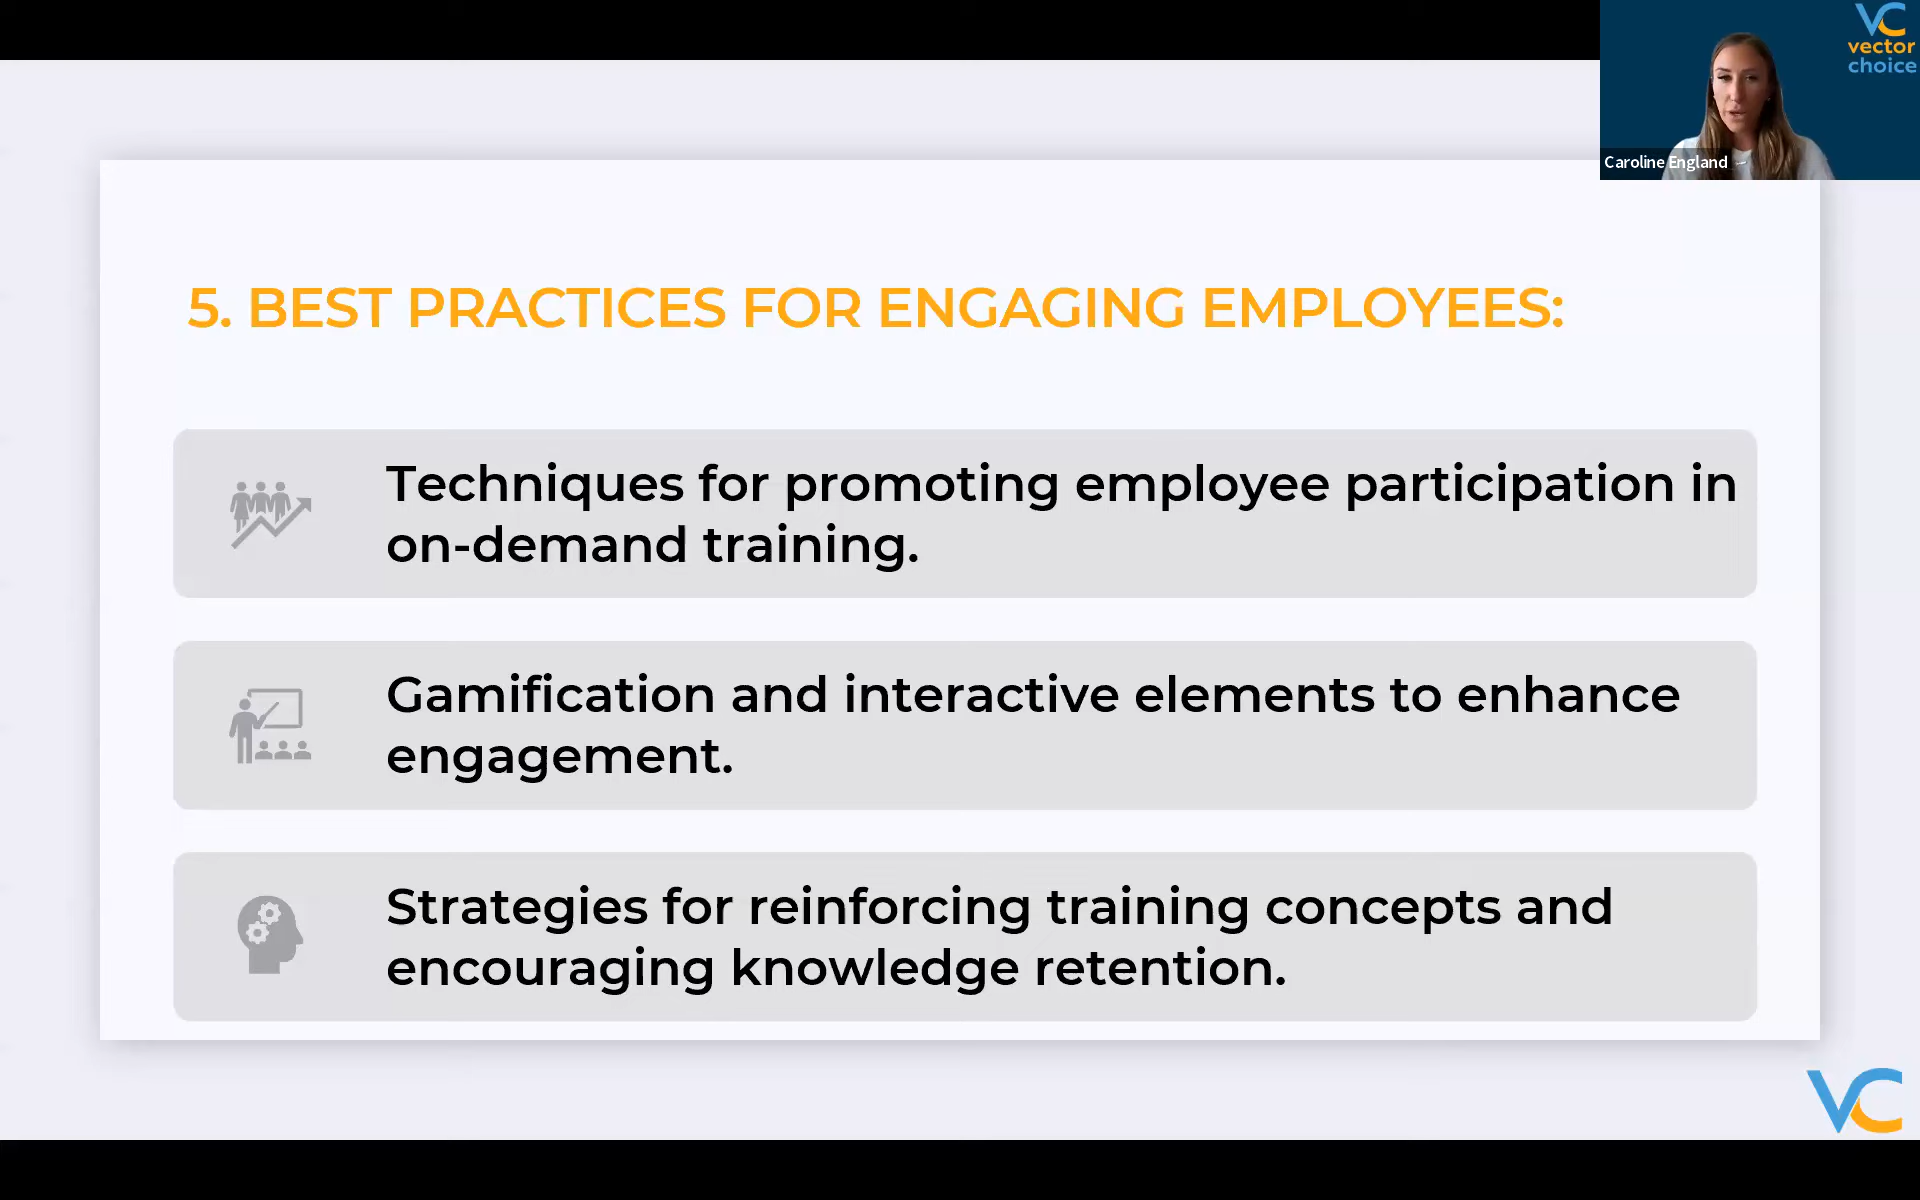 VC
vector
choice
Caroline England
5. BEST PRACTICES FOR ENGAGING EMPLOYEES:
Techniques for promoting employee participation in
on-demand training.
Gamification and interactive elements to enhance
engagement.
Strategies for reinforcing training concepts and
encouraging knowledge retention.
VC